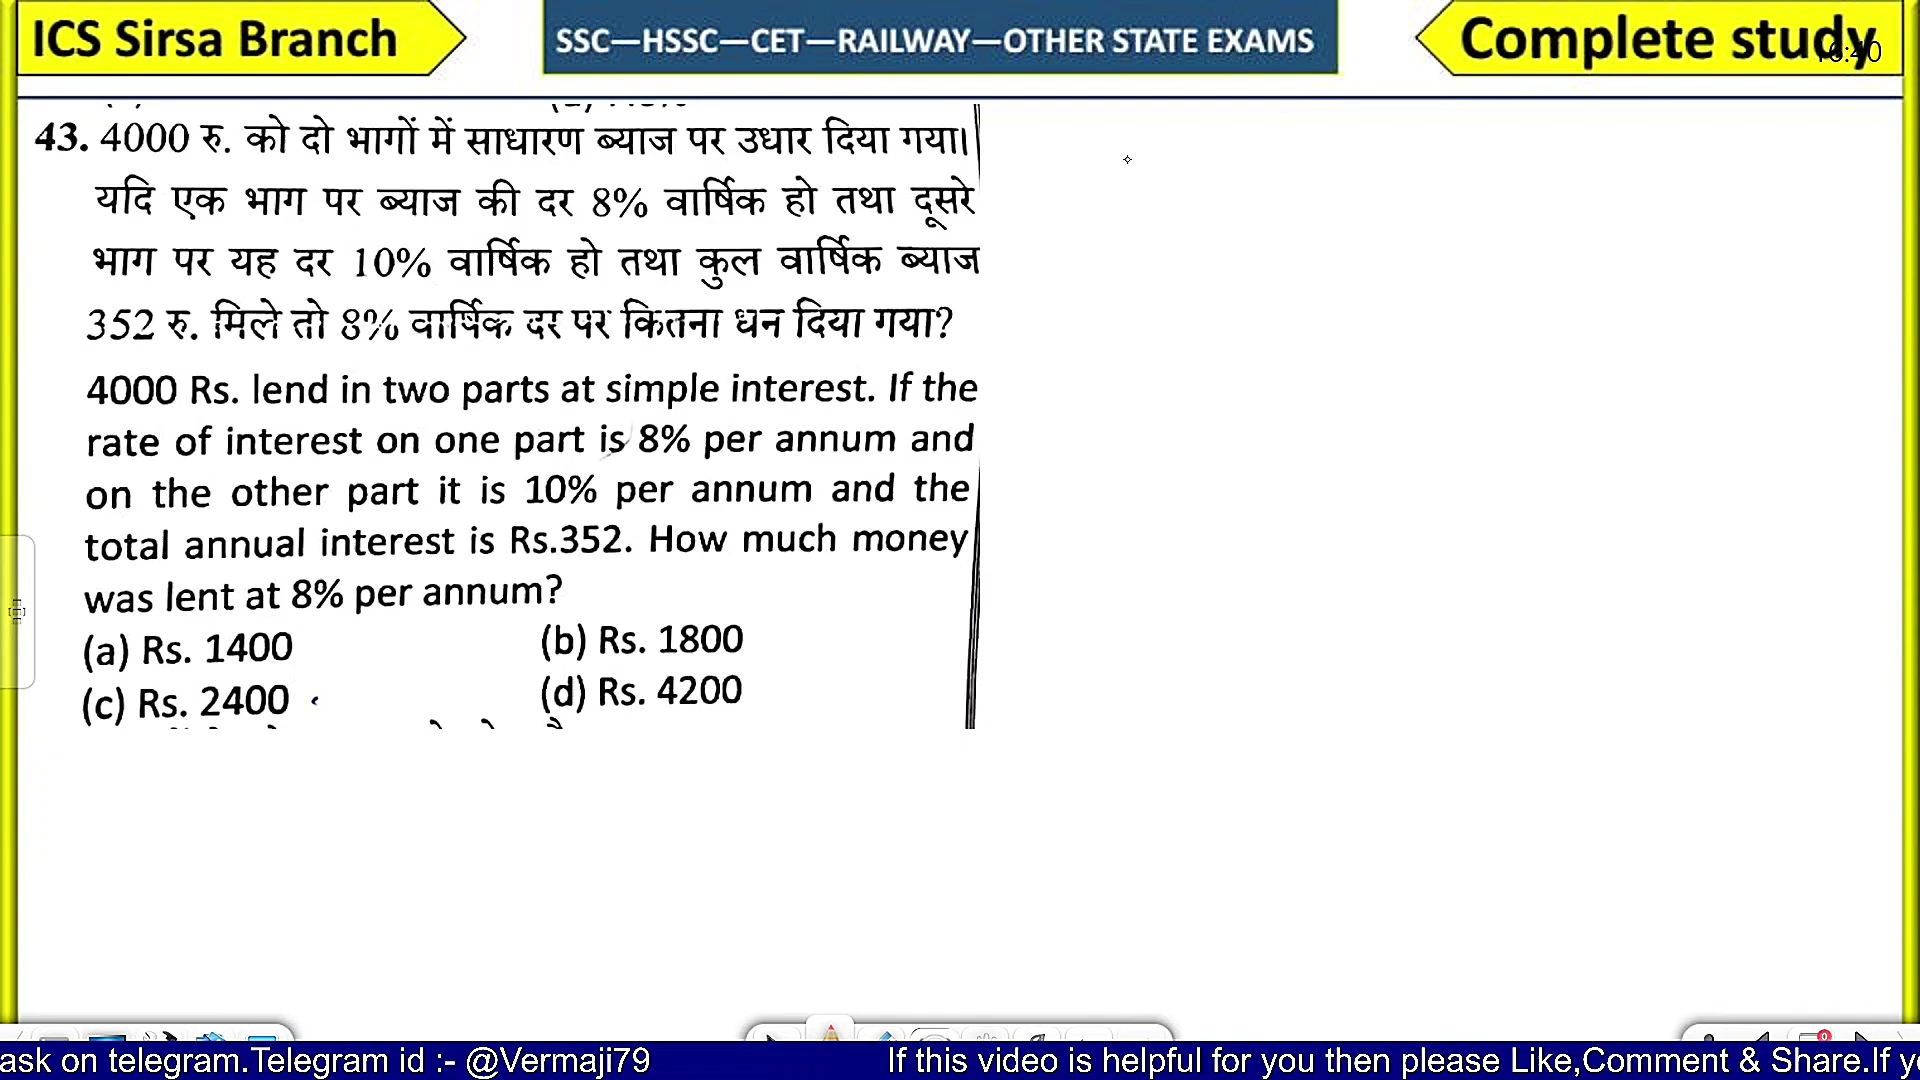 ICS Sirsa Branch
SSC—HSSC—CET—RAILWAY—OTHER STATE EXAMS
Complete study
43. 4000 रु. को दो भागों में साधारण ब्याज पर उधार दिया गया।
यदि एक भाग पर ब्याज की दर 8% वार्षिक हो तथा दूसरे
भाग पर यह दर 10% वार्षिक हो तथा कुल वार्षिक ब्याज
352 रु. मिले तो 8% वार्षिक दर पर कितना धन दिया गया?
4000 Rs. lend in two parts at simple interest. If the
rate of interest on one part is 8% per annum and
on the other part it is 10% per annum and the
total annual interest is Rs.352. How much money
was lent at 8% per annum?
(a) Rs. 1400 (b) Rs. 1800
(c) Rs. 2400 (d) Rs. 4200
ask on telegram.Telegram id :- @Vermaji79 If this video is helpful for you then please Like,Comment & Share.If